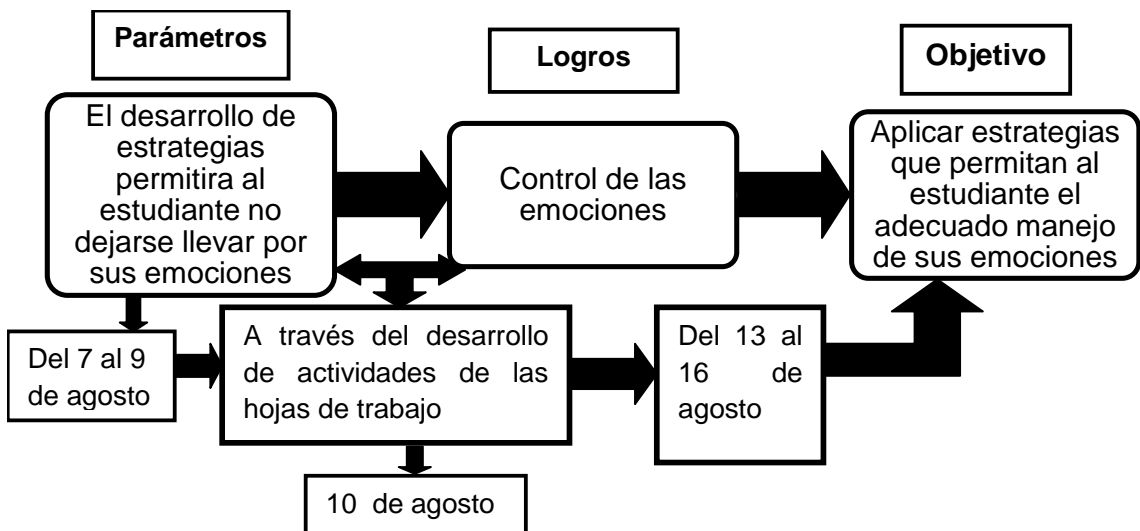 Parámetros
Logros
Objetivo
El desarrollo de
estrategias
permitira al
estudiante no
dejarse llevar por
sus emociones
Control de las
emociones
Aplicar estrategias
que permitan al
estudiante el
adecuado manejo
de sus emociones
Del 7 al 9
de agosto
A través del desarrollo
de actividades de las
hojas de trabajo
Del 13 al
16 de
agosto
10 de agosto